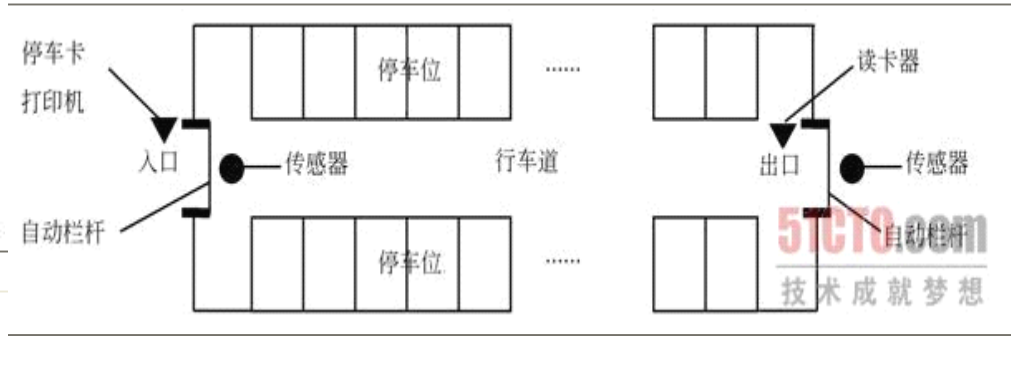 停车卡
打印机
停车位
......
读卡器
入口
传感器
行车道
出口
传感器
自动栏杆
停车位
......
自动栏杆
51CTO.com
技术成就梦想